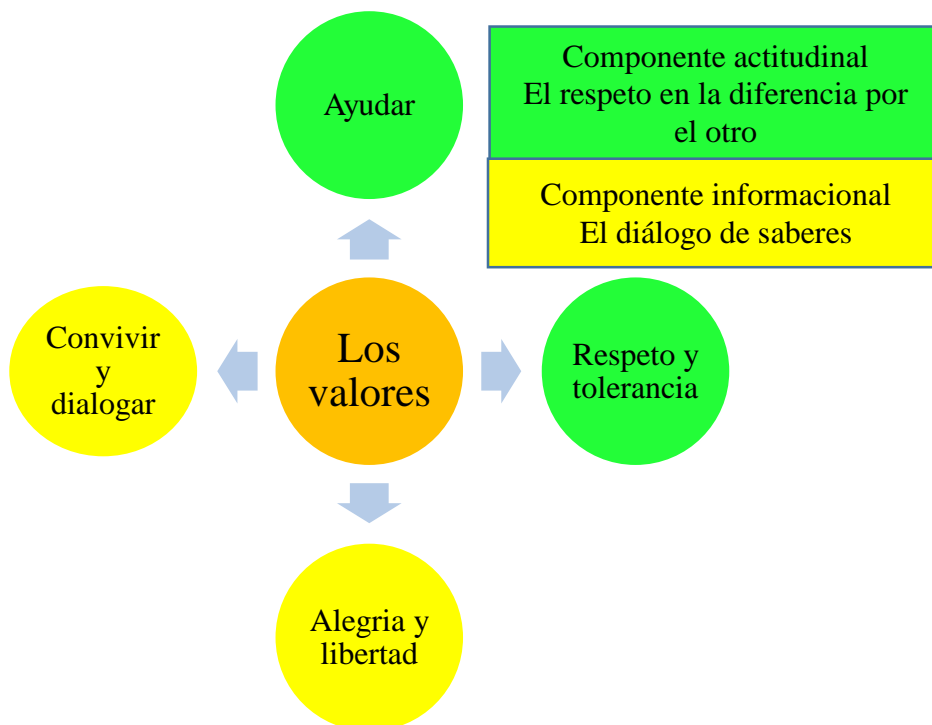 Ayudar
Componente actitudinal
El respeto en la diferencia por
el otro
Componente informacional
El diálogo de saberes
Convivir
y
dialogar
Los
valores
Respeto y
tolerancia
Alegria y
libertad